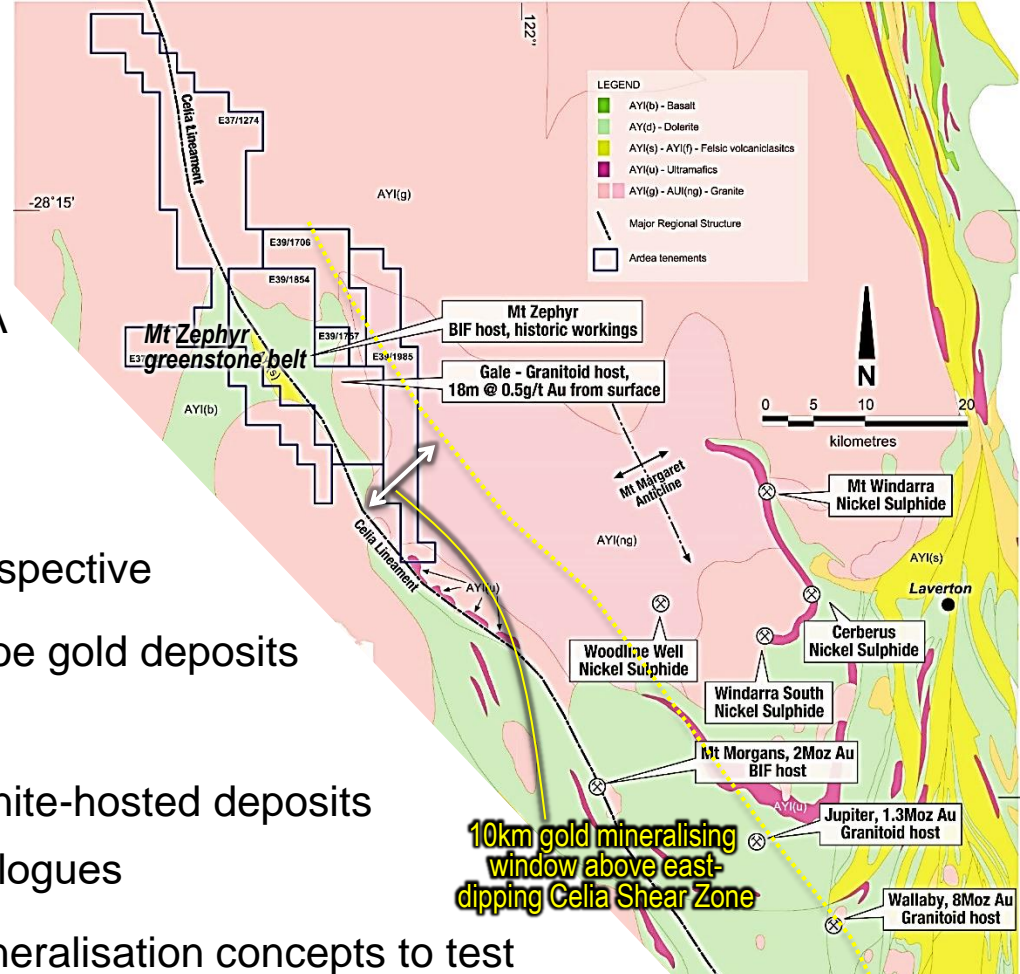 122°
LEGEND
AYI(b) - Basalt
AY(d) - Dolerite
AYI(s) - AYI(f) - Felsic volcaniclasitcs
AYI(u) - Ultramafics
AYI(g) - AUI(ng) - Granite
Major Regional Structure
Ardea tenements
Celia Lineament
E37/1274
AYI(g)
-28°15'
E39/1706
E39/1854
Mt Zephyr
BIF host, historic workings
Mt Zephyr
greenstone belt
E39/1757
E39/1985
Gale - Granitoid host,
18m @ 0.5g/t Au from surface
AYI(b)
N
0 5 10 20
kilometres
Mt Margaret
Anticline
Mt Windarra
Nickel Sulphide
AYI(ng)
AYI(s)
Laverton
Celia Lineament
Woodline Well
Nickel Sulphide
Cerberus
Nickel Sulphide
Windarra South
Nickel Sulphide
Mt Morgans, 2Moz Au
BIF host
AYI(u)
Jupiter, 1.3Moz Au
Granitoid host
10km gold mineralising
window above east-
dipping Celia Shear Zone
Wallaby, 8Moz Au
Granitoid host
A
spective
pe gold deposits
nite-hosted deposits
logues
neralisation concepts to test